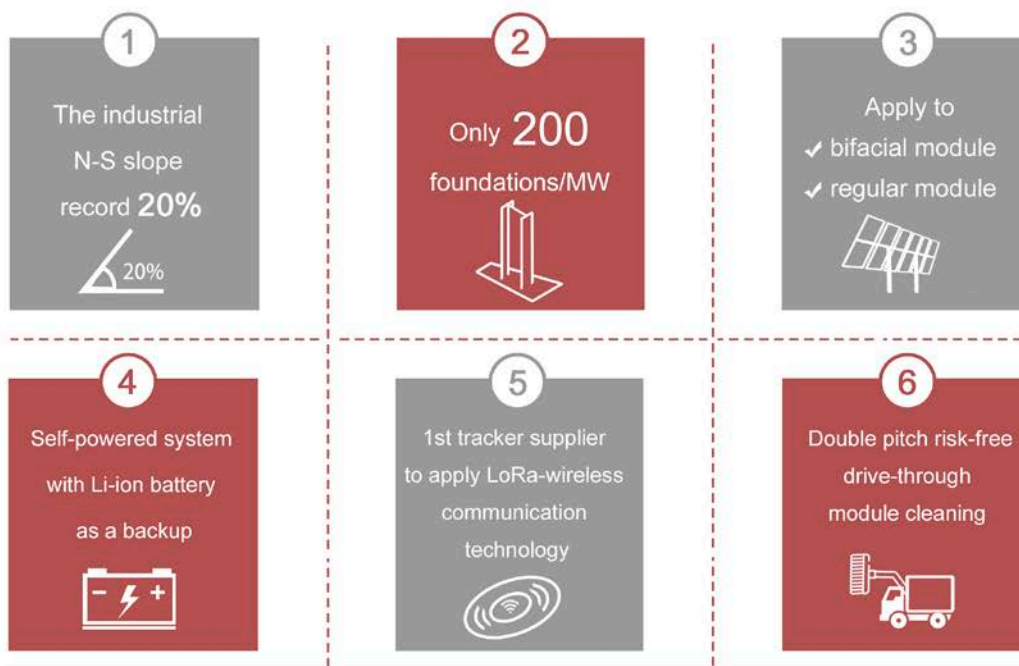 1
The industrial
N-S slope
record 20%
20%
2
Only 200
foundations/MW
3
Apply to
✓ bifacial module
✓ regular module
4
Self-powered system
with Li-ion battery
as a backup
- +
5
1st tracker supplier
to apply LoRa-wireless
communication
technology
6
Double pitch risk-free
drive-through
module cleaning